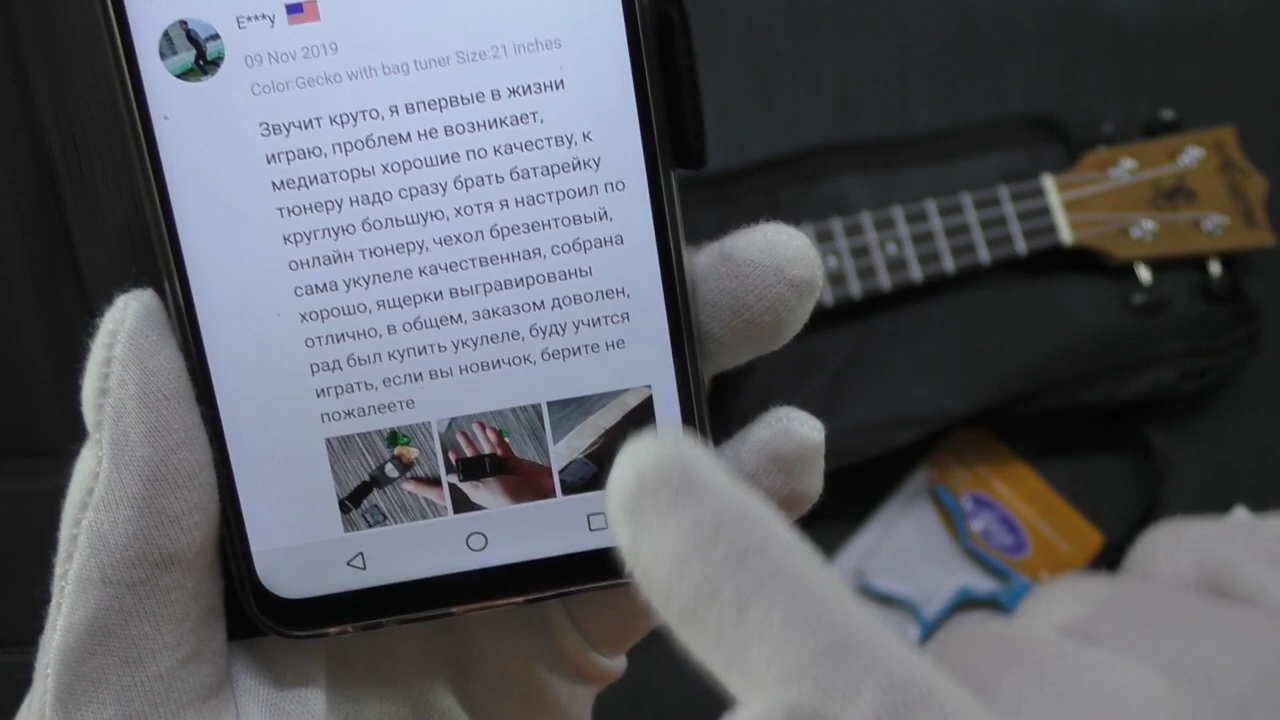 E***y
09 Nov 2019
Color:Gecko with bag tuner Size:21 inches
Звучит круто, я впервые в жизни
играю, проблем не возникает,
медиаторы хорошие по качеству, к
тюнеру надо сразу брать батарейку
круглую большую, хотя я настроил по
онлайн тюнеру, чехол брезентовый,
сама укулеле качественная, собрана
хорошо, ящерки выгравированы
отлично, в общем, заказом доволен,
рад был купить укулеле, буду учится
играть, если вы новичок, берите не
пожалеете